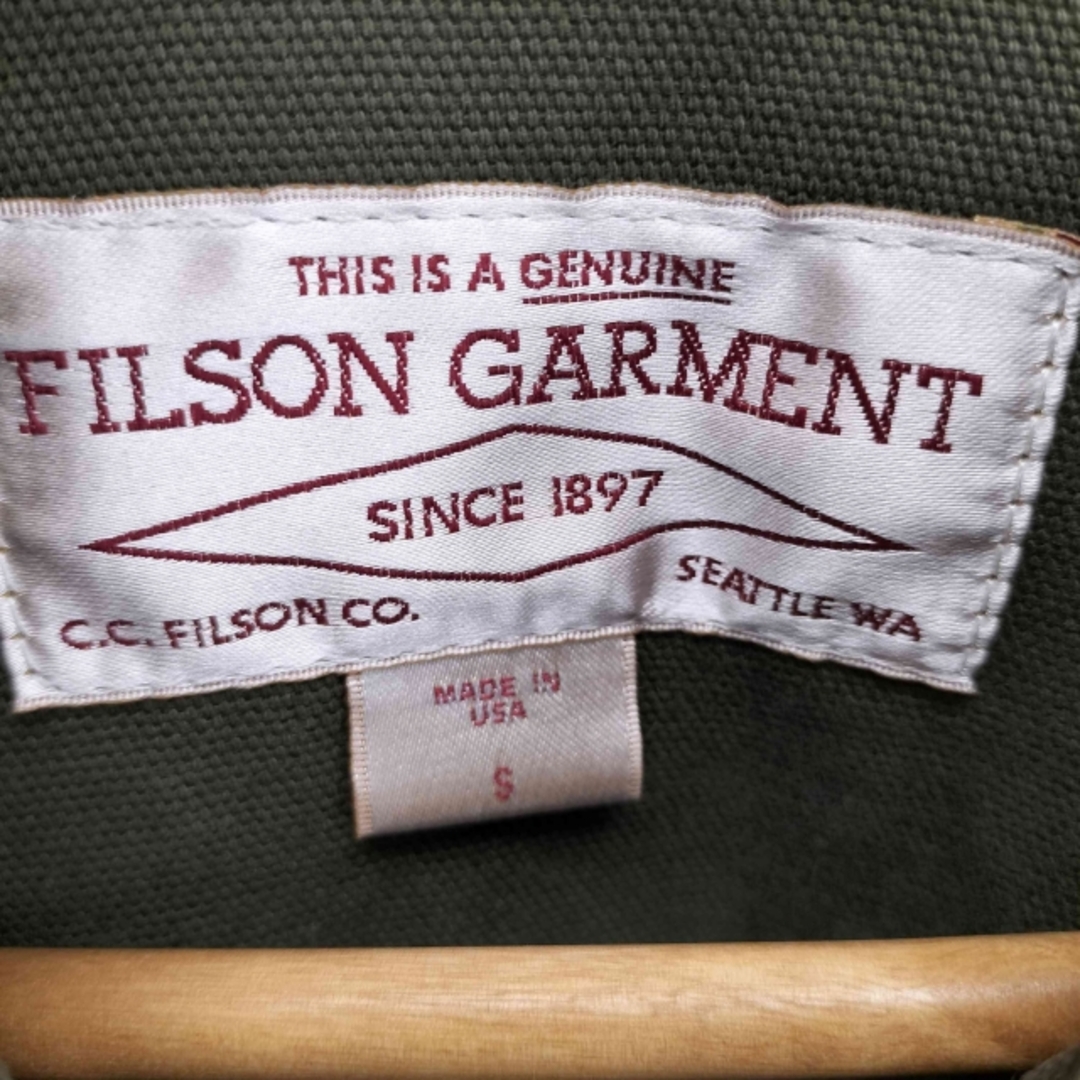 THIS IS A GENUINE
FILSON GARMENT
SINCE 1897
C.C. FILSON CO.
SEATTLE WA
MADE IN
USA
S